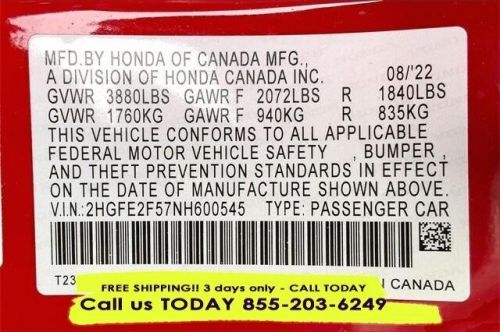 MFD.BY HONDA OF CANADA MFG.,
A DIVISION OF HONDA CANADA INC. 08/'22
GVWR 3880LBS GAWR F 2072LBS R 1840LBS
GVWR 1760KG GAWR F 940KG R 835KG
THIS VEHICLE CONFORMS TO ALL APPLICABLE
FEDERAL MOTOR VEHICLE SAFETY , BUMPER ,
AND THEFT PREVENTION STANDARDS IN EFFECT
ON THE DATE OF MANUFACTURE SHOWN ABOVE.
V.I.N:2HGFE2F57NH600545 TYPE: PASSENGER CAR
T23 N CANADA
FREE SHIPPING!! 3 days only - CALL TODAY
Call us TODAY 855-203-6249